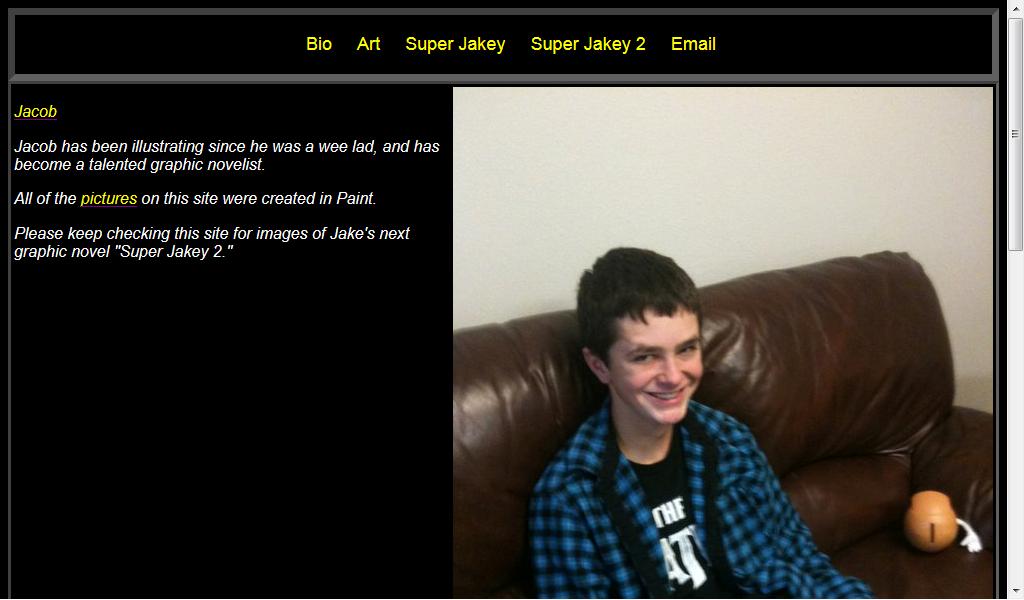 Bio Art Super Jakey Super Jakey 2 Email
Jacob
Jacob has been illustrating since he was a wee lad, and has
become a talented graphic novelist.
All of the pictures on this site were created in Paint.
Please keep checking this site for images of Jake's next
graphic novel "Super Jakey 2."
THE